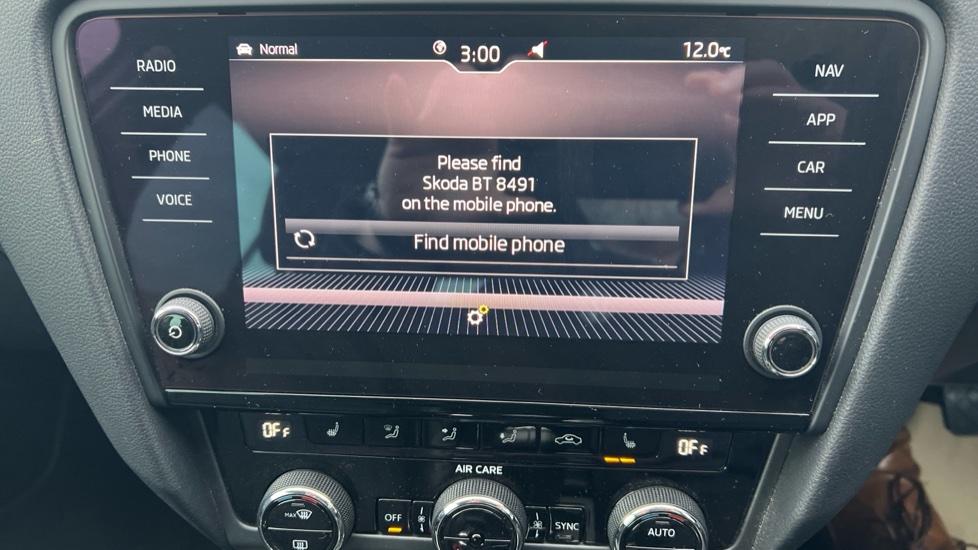 Normal
3:00
12.0°C
RADIO
MEDIA
PHONE
VOICE
NAV
APP
CAR
MENU
Please find
Skoda BT 8491
on the mobile phone.
Find mobile phone
OFF
OFF
AIR CARE
MAX
OFF
SYNC
AUTO